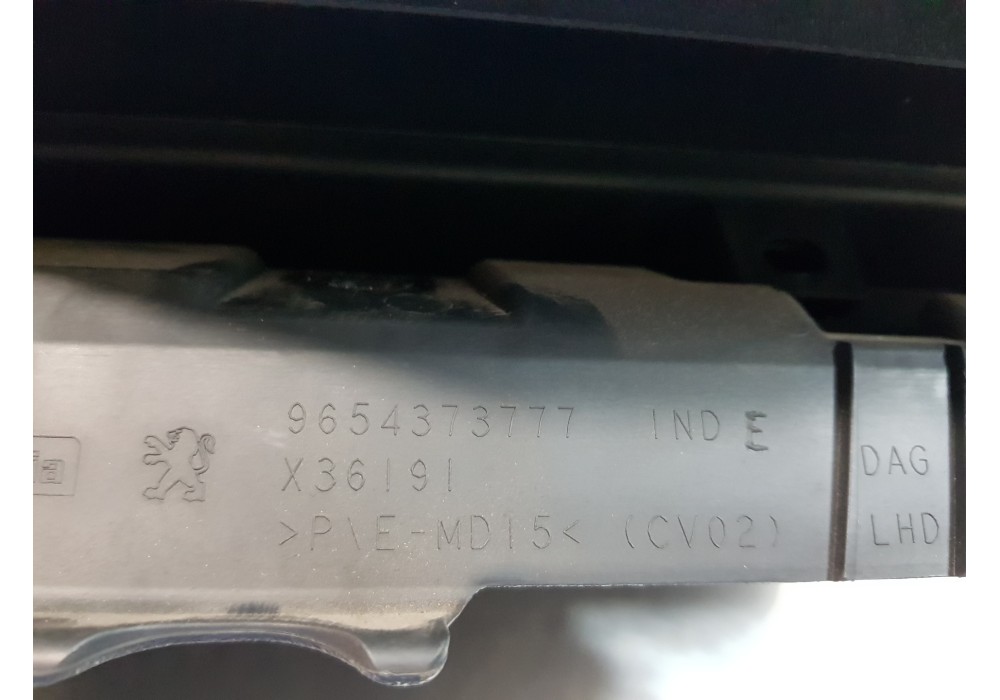 9654373777 IND E
X36191
>P\E-MD15< (CV02)
DAG
LHD